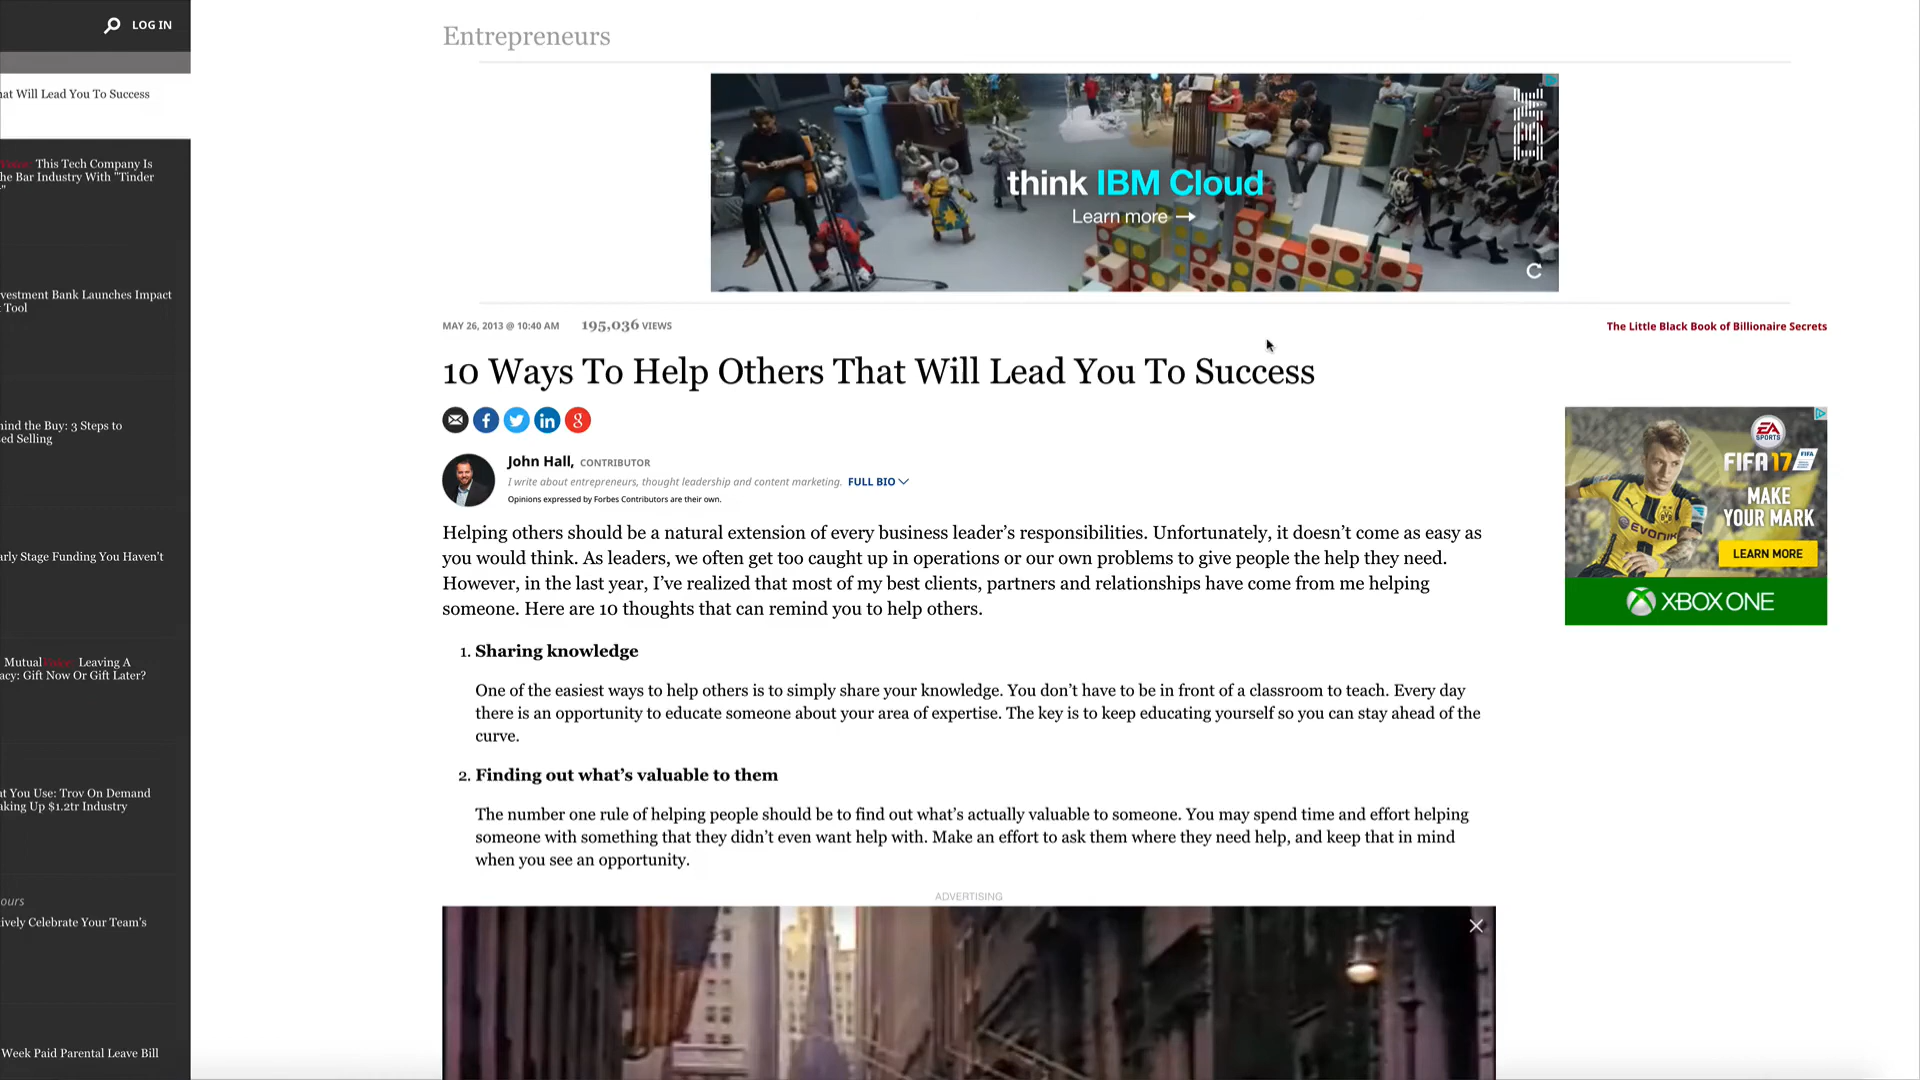 LOG IN
at Will Lead You To Success
This Tech Company Is
he Bar Industry With "Tinder
"
vestment Bank Launches Impact
Tool
ind the Buy: 3 Steps to
ed Selling
arly Stage Funding You Haven't
Mutual Voice: Leaving A
acy: Gift Now Or Gift Later?
t You Use: Trov On Demand
aking Up $1.2tr Industry
ours
ively Celebrate Your Team's
Week Paid Parental Leave Bill
Entrepreneurs
IBM
think IBM Cloud
Learn more →
MAY 26, 2013 @ 10:40 AM 195,036 VIEWS
The Little Black Book of Billionaire Secrets
10 Ways To Help Others That Will Lead You To Success
John Hall, CONTRIBUTOR
I write about entrepreneurs, thought leadership and content marketing. FULL BIO
Opinions expressed by Forbes Contributors are their own.
Helping others should be a natural extension of every business leader’s responsibilities. Unfortunately, it doesn’t come as easy as
you would think. As leaders, we often get too caught up in operations or our own problems to give people the help they need.
However, in the last year, I’ve realized that most of my best clients, partners and relationships have come from me helping
someone. Here are 10 thoughts that can remind you to help others.
1. Sharing knowledge
One of the easiest ways to help others is to simply share your knowledge. You don’t have to be in front of a classroom to teach. Every day
there is an opportunity to educate someone about your area of expertise. The key is to keep educating yourself so you can stay ahead of the
curve.
2. Finding out what’s valuable to them
The number one rule of helping people should be to find out what’s actually valuable to someone. You may spend time and effort helping
someone with something that they didn’t even want help with. Make an effort to ask them where they need help, and keep that in mind
when you see an opportunity.
ADVERTISING
EA
SPORTS
FIFA 17
FIFA
MAKE
YOUR MARK
EVONIK
LEARN MORE
XBOX ONE